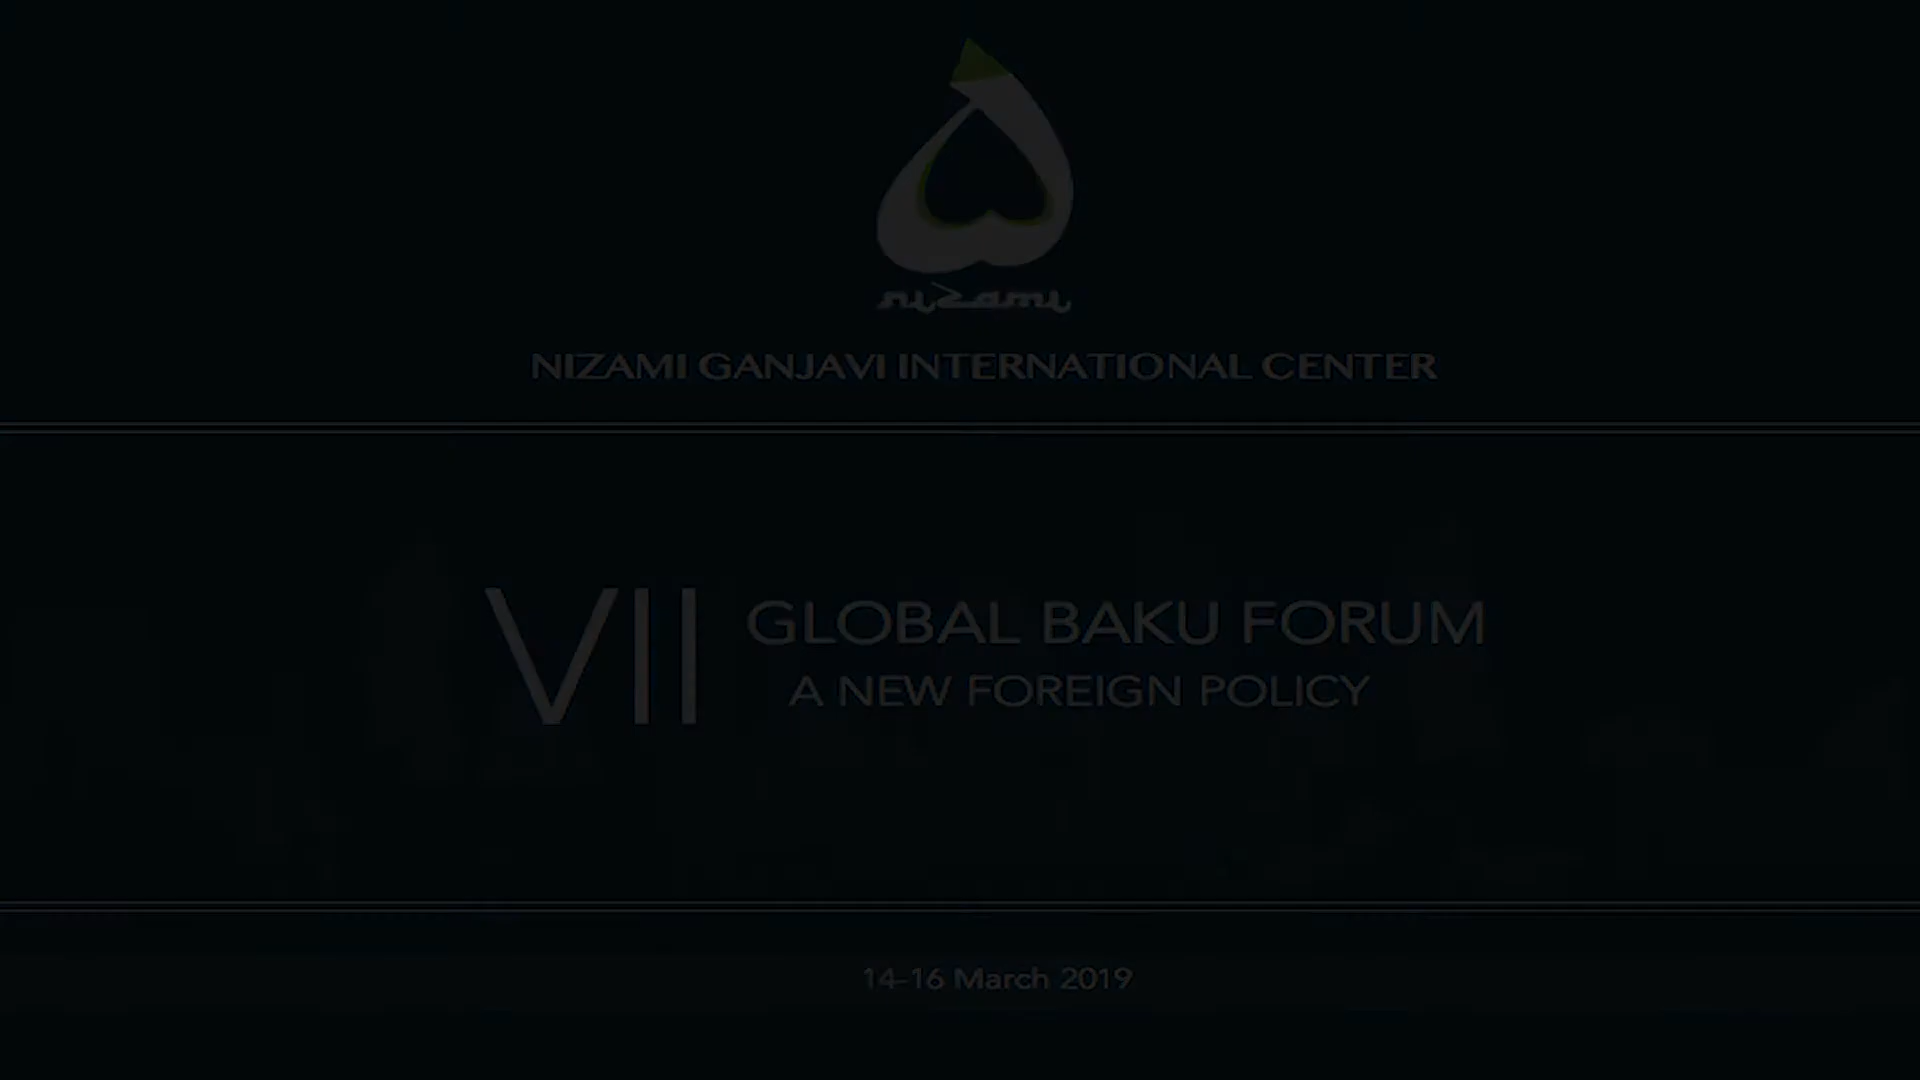 nizami
NIZAMI GANJAVI INTERNATIONAL CENTER
VII GLOBAL BAKU FORUM
A NEW FOREIGN POLICY
14-16 March 2019